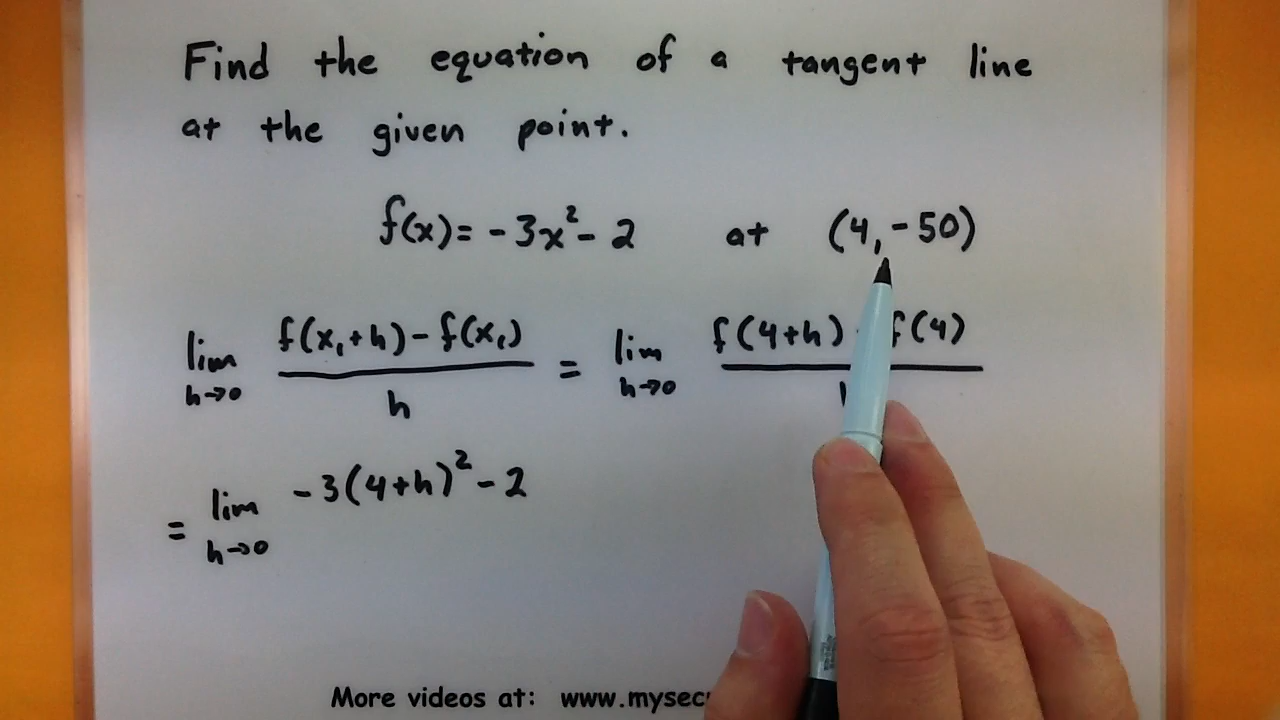 Find the equation of a tangent line
at the given point.
f(x) = -3x² - 2 at (4, -50)
lim h→0 f(x₁+h) - f(x₁) / h = lim h→0 f(4+h) - f(4) /
= lim h→0 -3(4+h)² - 2
More videos at: www.mysec